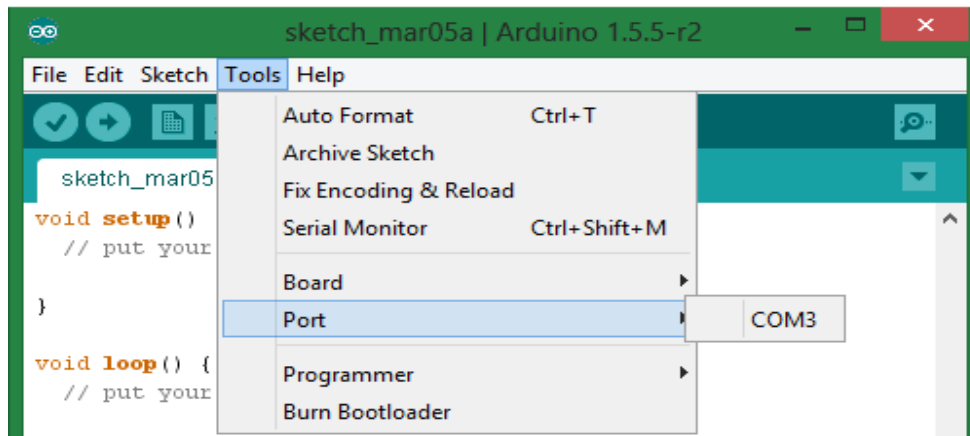 sketch_mar05a | Arduino 1.5.5-r2
File Edit Sketch Tools Help
Auto Format Ctrl+T
Archive Sketch
sketch_mar05
Fix Encoding & Reload
void setup()
Serial Monitor Ctrl+Shift+M
// put your
Board
}
Port
COM3
void loop() {
Programmer
// put your
Burn Bootloader